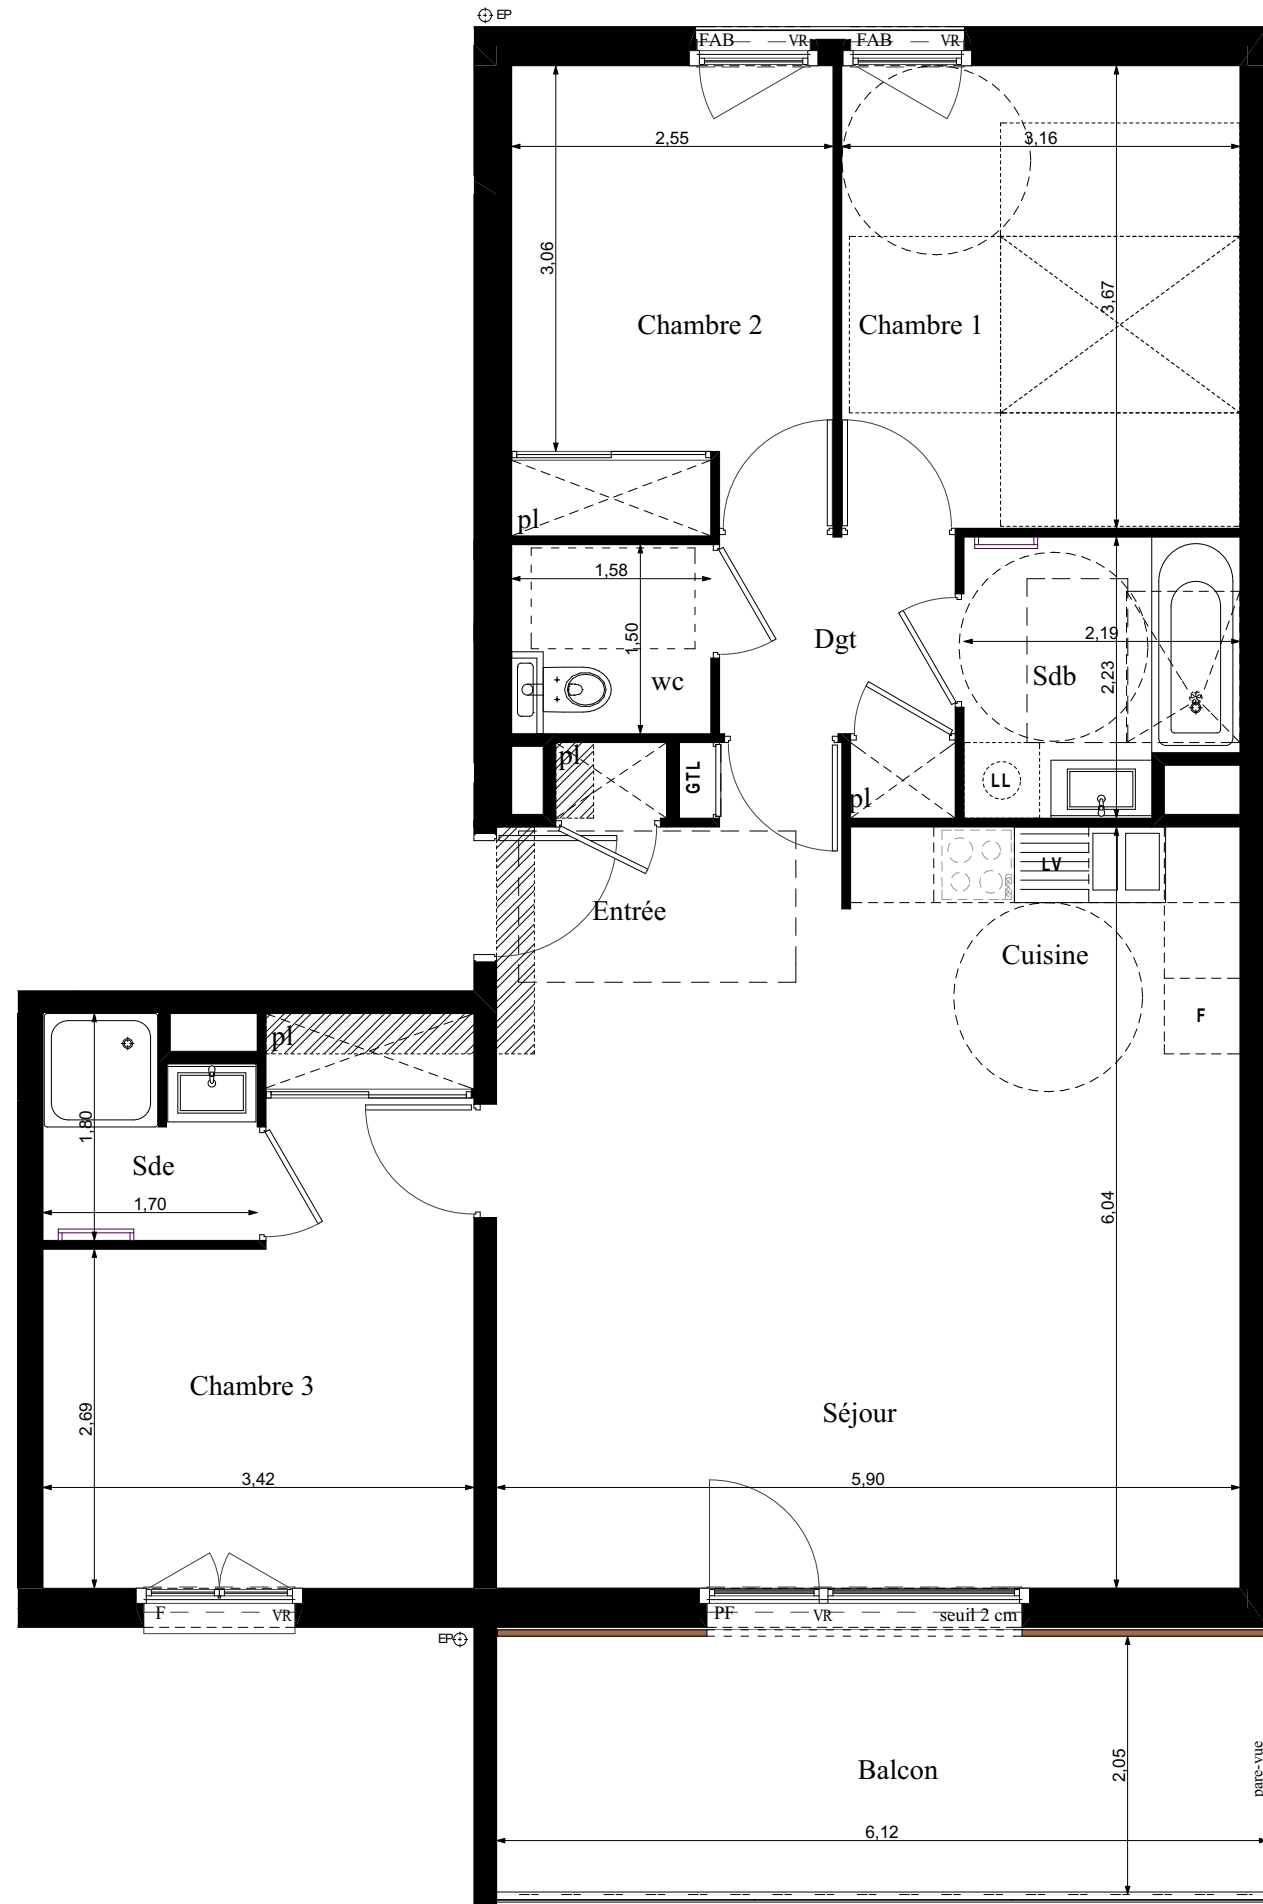 EP
FAB VR FAB VR
2,55 3,16
3,06
3,67
Chambre 2 Chambre 1
pl
1,58
1,50
wc
Dgt
2,19
2,23
Sdb
pl
GTL
pl
LL
LV
Entrée
Cuisine
F
pl
1,80
Sde
1,70
6,04
Chambre 3
2,69
3,42
Séjour
5,90
F VR
PF VR seuil 2 cm
EP
Balcon
2,05
pare-vue
6,12